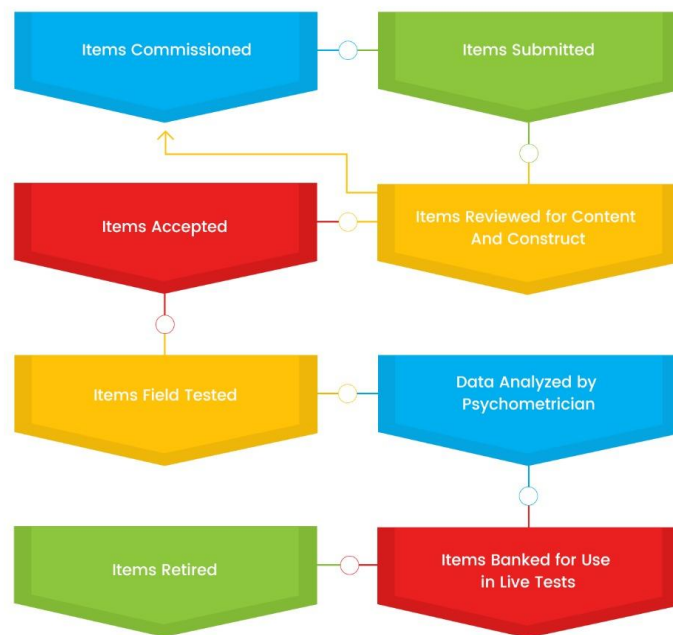 Items Commissioned
Items Submitted
Items Accepted
Items Reviewed for Content
And Construct
Items Field Tested
Data Analyzed by
Psychometrician
Items Retired
Items Banked for Use
in Live Tests